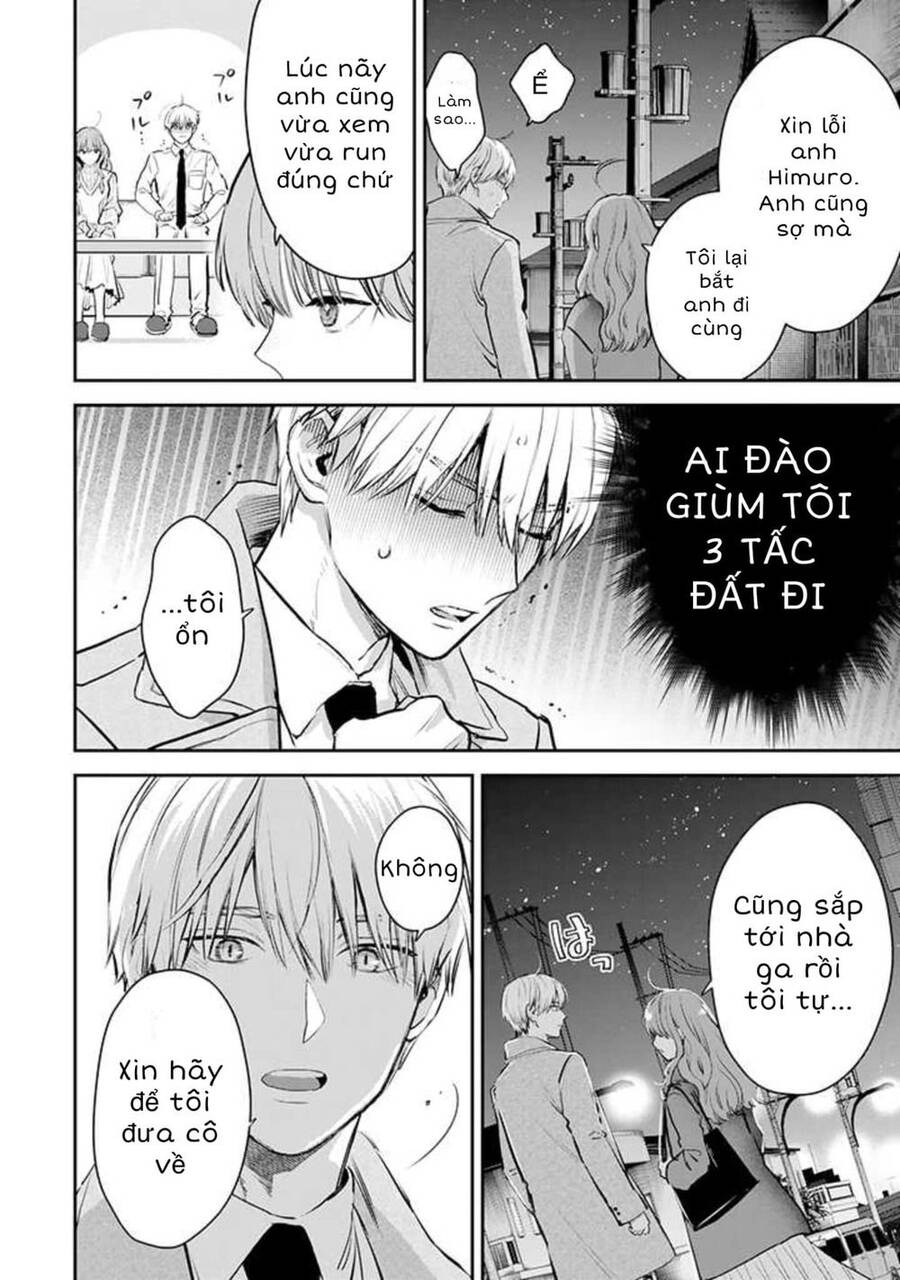 Xin lỗi
anh
Himuro.
Anh cũng
sợ mà
Tôi lại
bắt
anh đi
cùng
Ể
Làm
sao...
Lúc nãy
anh cũng
vừa xem
vừa run
đúng chứ
プル
プル
AI ĐÀO
GIÙM TÔI
3 TẤC
ĐẤT ĐI
...tôi
ổn
Cũng sắp
tới nhà
ga rồi
tôi tự...
はっ
Không
Xin hãy
để tôi
đưa cô
về